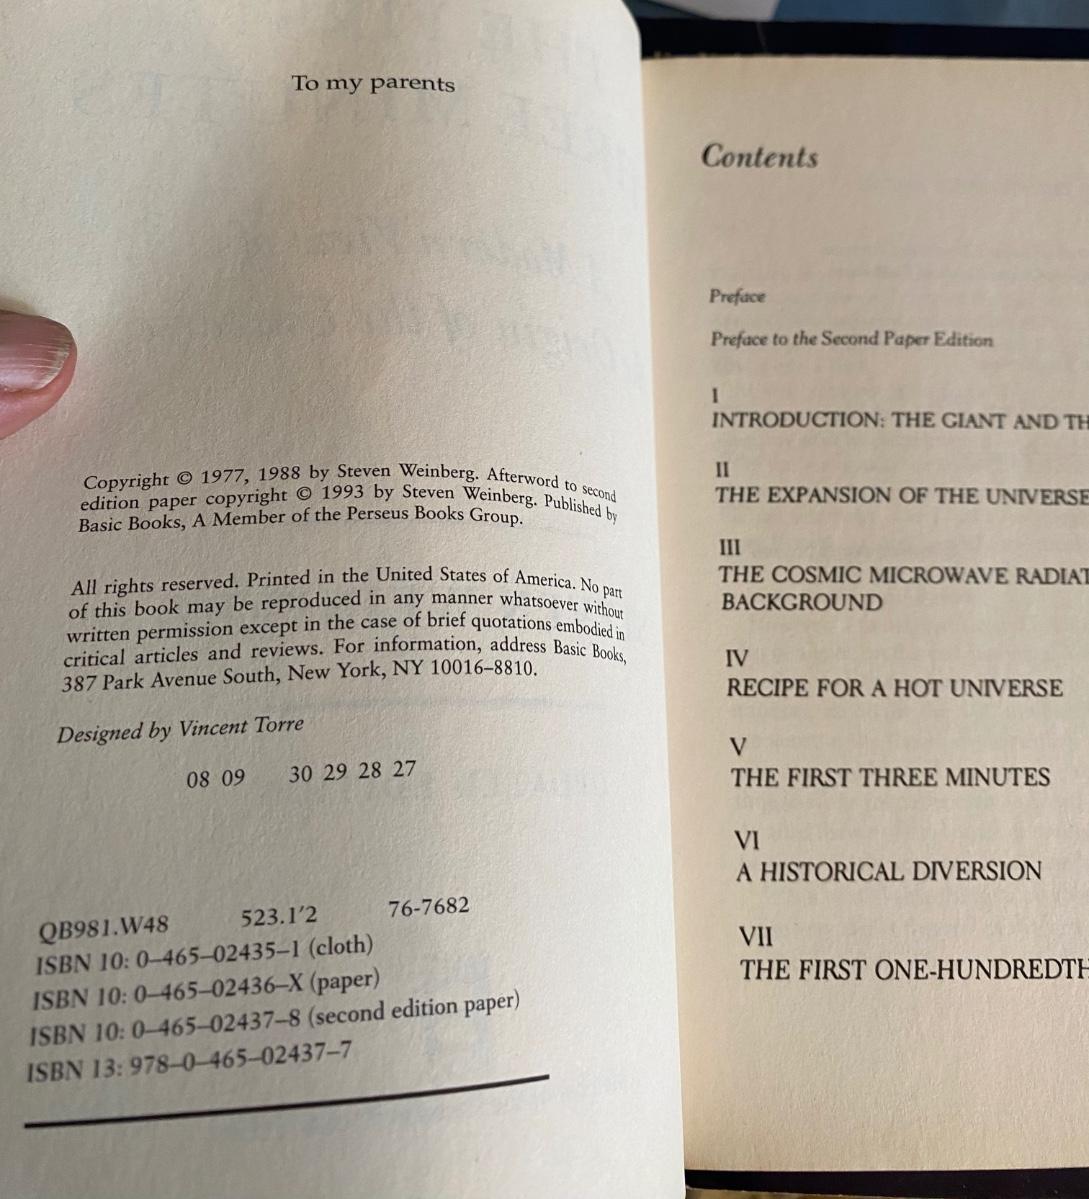 To my parents
Copyright © 1977, 1988 by Steven Weinberg. Afterword to second
edition paper copyright © 1993 by Steven Weinberg. Published by
Basic Books, A Member of the Perseus Books Group.
All rights reserved. Printed in the United States of America. No part
of this book may be reproduced in any manner whatsoever without
written permission except in the case of brief quotations embodied in
critical articles and reviews. For information, address Basic Books,
387 Park Avenue South, New York, NY 10016–8810.
Designed by Vincent Torre
08 09 30 29 28 27
QB981.W48 523.1'2 76-7682
ISBN 10: 0–465–02435–1 (cloth)
ISBN 10: 0–465–02436–X (paper)
ISBN 10: 0–465–02437–8 (second edition paper)
ISBN 13: 978–0–465–02437–7
Contents
Preface
Preface to the Second Paper Edition
I
INTRODUCTION: THE GIANT AND TH
II
THE EXPANSION OF THE UNIVERSE
III
THE COSMIC MICROWAVE RADIAT
BACKGROUND
IV
RECIPE FOR A HOT UNIVERSE
V
THE FIRST THREE MINUTES
VI
A HISTORICAL DIVERSION
VII
THE FIRST ONE-HUNDREDTH